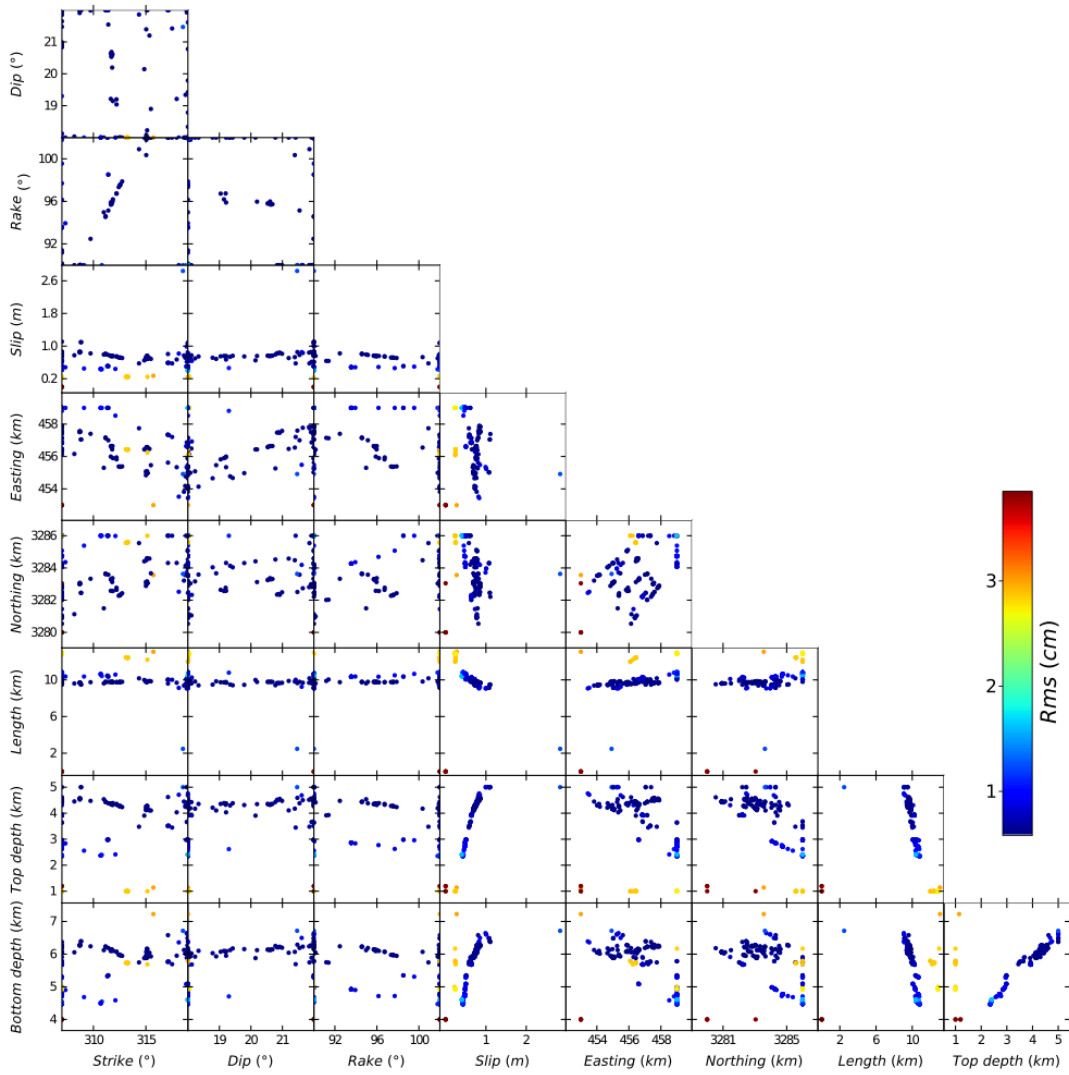 21
20
19
Dip (°)
100
96
92
Rake (°)
2.6
1.8
1.0
0.2
Slip (m)
458
456
454
Easting (km)
3286
3284
3282
3280
Northing (km)
10
6
2
Length (km)
5
4
3
2
1
Top depth (km)
7
6
5
4
Bottom depth (km)
310 315
19 20 21
92 96 100
1 2
454 456 458
3281 3285
2 6 10
1 2 3 4 5
Strike (°)
Dip (°)
Rake (°)
Slip (m)
Easting (km)
Northing (km)
Length (km)
Top depth (km)
3
2
1
Rms (cm)